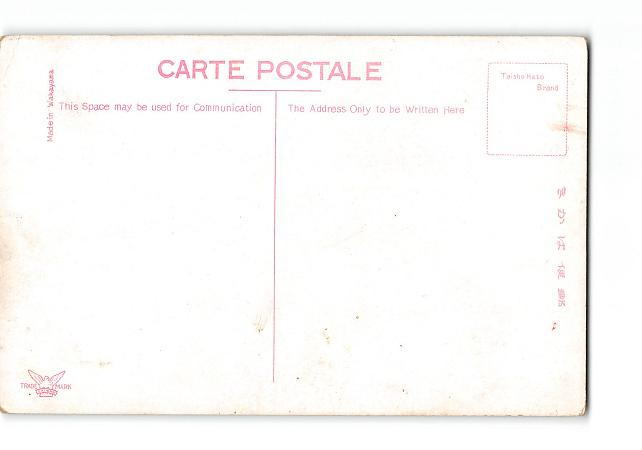 CARTE POSTALE
Made in Wakayama
This Space may be used for Communication
The Address Only to be Written Here
Taisho Hato
Brand
TRADE MARK